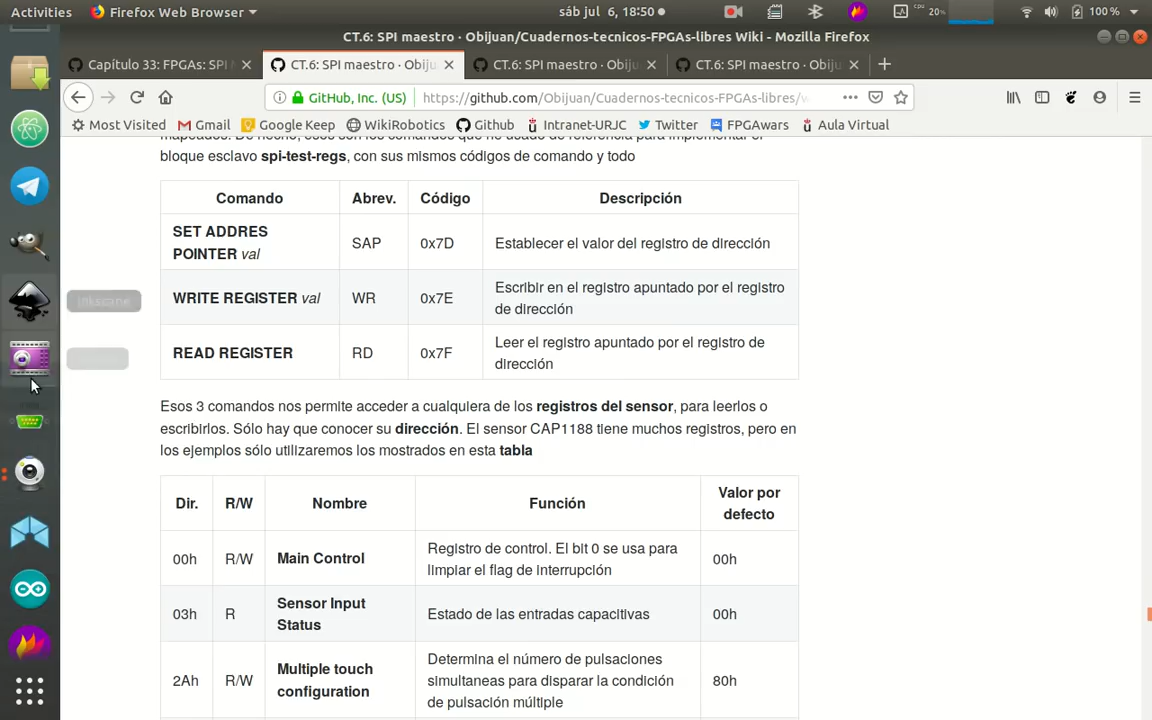 Activities Firefox Web Browser sáb jul 6, 18:50 cpu 20% 100 %
CT.6: SPI maestro · Obijuan/Cuadernos-tecnicos-FPGAs-libres Wiki - Mozilla Firefox
Capítulo 33: FPGAs: SPI M CT.6: SPI maestro · Obiju CT.6: SPI maestro · Obiju CT.6: SPI maestro · Obiju
GitHub, Inc. (US) https://github.com/Obijuan/Cuadernos-tecnicos-FPGAs-libres/w
Most Visited Gmail Google Keep WikiRobotics Github Intranet-URJC Twitter FPGAwars Aula Virtual
bloque esclavo spi-test-regs, con sus mismos códigos de comando y todo
Comando Abrev. Código Descripción
SET ADDRES
POINTER val SAP 0x7D Establecer el valor del registro de dirección
WRITE REGISTER val WR 0x7E Escribir en el registro apuntado por el registro
de dirección
READ REGISTER RD 0x7F Leer el registro apuntado por el registro de
dirección
inkscape
Esos 3 comandos nos permite acceder a cualquiera de los registros del sensor, para leerlos o
escribirlos. Sólo hay que conocer su dirección. El sensor CAP1188 tiene muchos registros, pero en
los ejemplos sólo utilizaremos los mostrados en esta tabla
Dir. R/W Nombre Función Valor por
defecto
00h R/W Main Control Registro de control. El bit 0 se usa para
limpiar el flag de interrupción 00h
03h R Sensor Input
Status Estado de las entradas capacitivas 00h
2Ah R/W Multiple touch
configuration Determina el número de pulsaciones
simultaneas para disparar la condición
de pulsación múltiple 80h